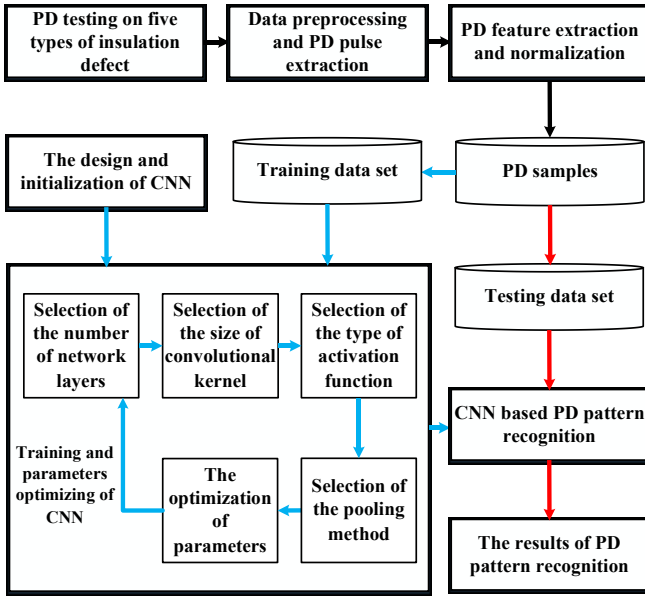 PD testing on five
types of insulation
defect
Data preprocessing
and PD pulse
extraction
PD feature extraction
and normalization
The design and
initialization of CNN
Training data set
PD samples
Selection of
the number
of network
layers
Selection of
the size of
convolutional
kernel
Selection of
the type of
activation
function
Testing data set
CNN based PD pattern
recognition
Training and
parameters
optimizing of
CNN
The
optimization
of
parameters
Selection of
the pooling
method
The results of PD
pattern recognition